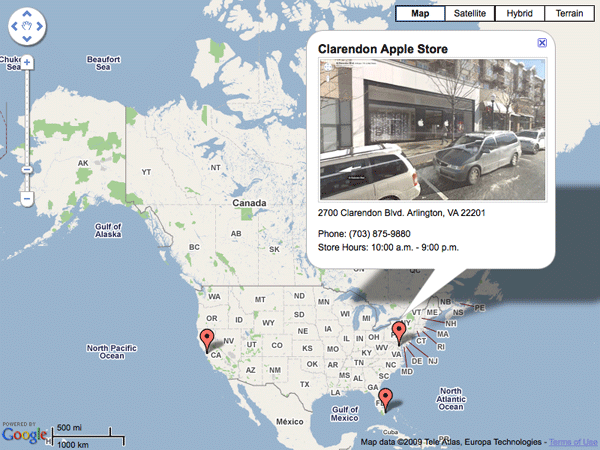 Map
Satellite
Hybrid
Terrain
Clarendon Apple Store
2700 Clarendon Blvd. Arlington, VA 22201
Phone: (703) 875-9880
Store Hours: 10:00 a.m. - 9:00 p.m.
Beaufort
Sea
Chuk
Sea
AK
YT
NT
NU
Canada
Gulf of
Alaska
BC
AB
SK
WA
MT
ND
MN
VT
ME
NB
PE
NS
OR
ID
SD
WI
MI
NY
NH
MA
WY
NE
IA
CT
RI
NV
UT
CO
KS
MO
IL
IN
OH
PA
NJ
DE
MD
CA
AZ
NM
OK
AR
TN
KY
WV
VA
NC
SC
TX
LA
MS
AL
GA
FL
North Pacific
Ocean
North
Atlantic
Ocean
Gulf of
Mexico
México
Cuba
PR
POWERED BY
Google
500 mi
1000 km
Map data ©2009 Tele Atlas, Europa Technologies - Terms of Use